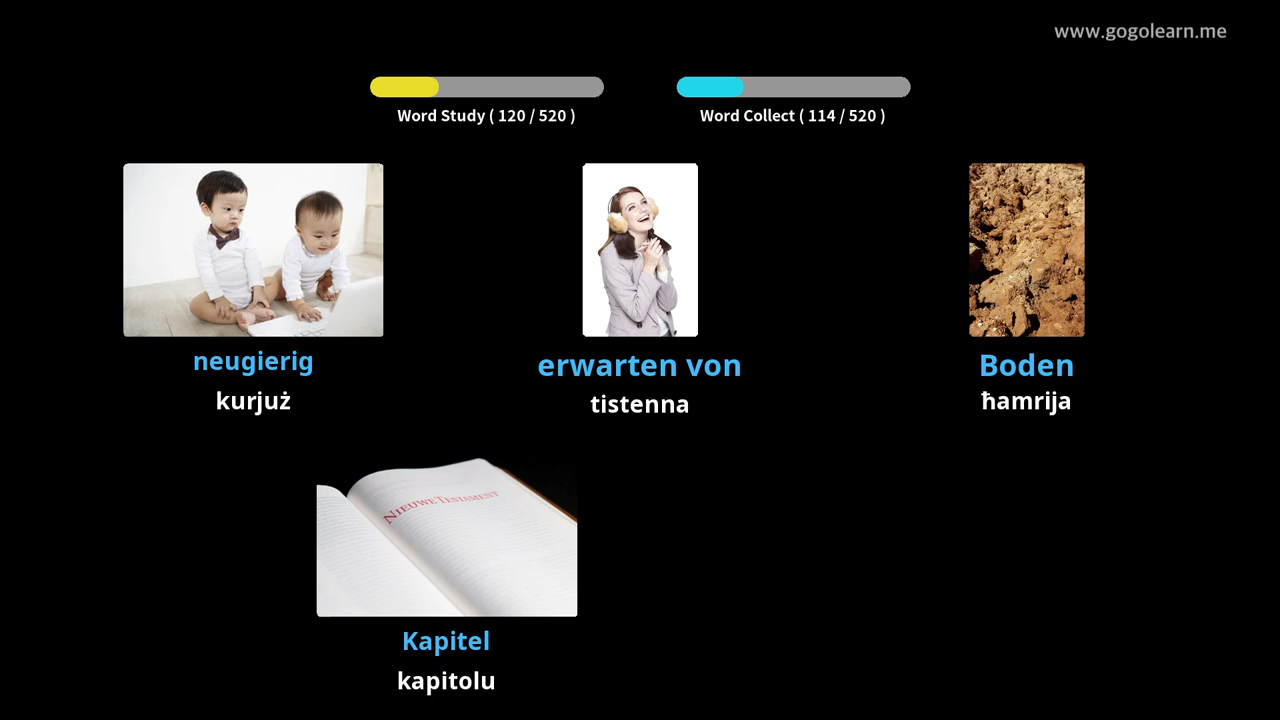 www.gogolearn.me
Word Study ( 120 / 520 )
Word Collect ( 114 / 520 )
neugierig
kurjuż
erwarten von
tistenna
Boden
ħamrija
NIEUWE TESTAMENT
Kapitel
kapitolu